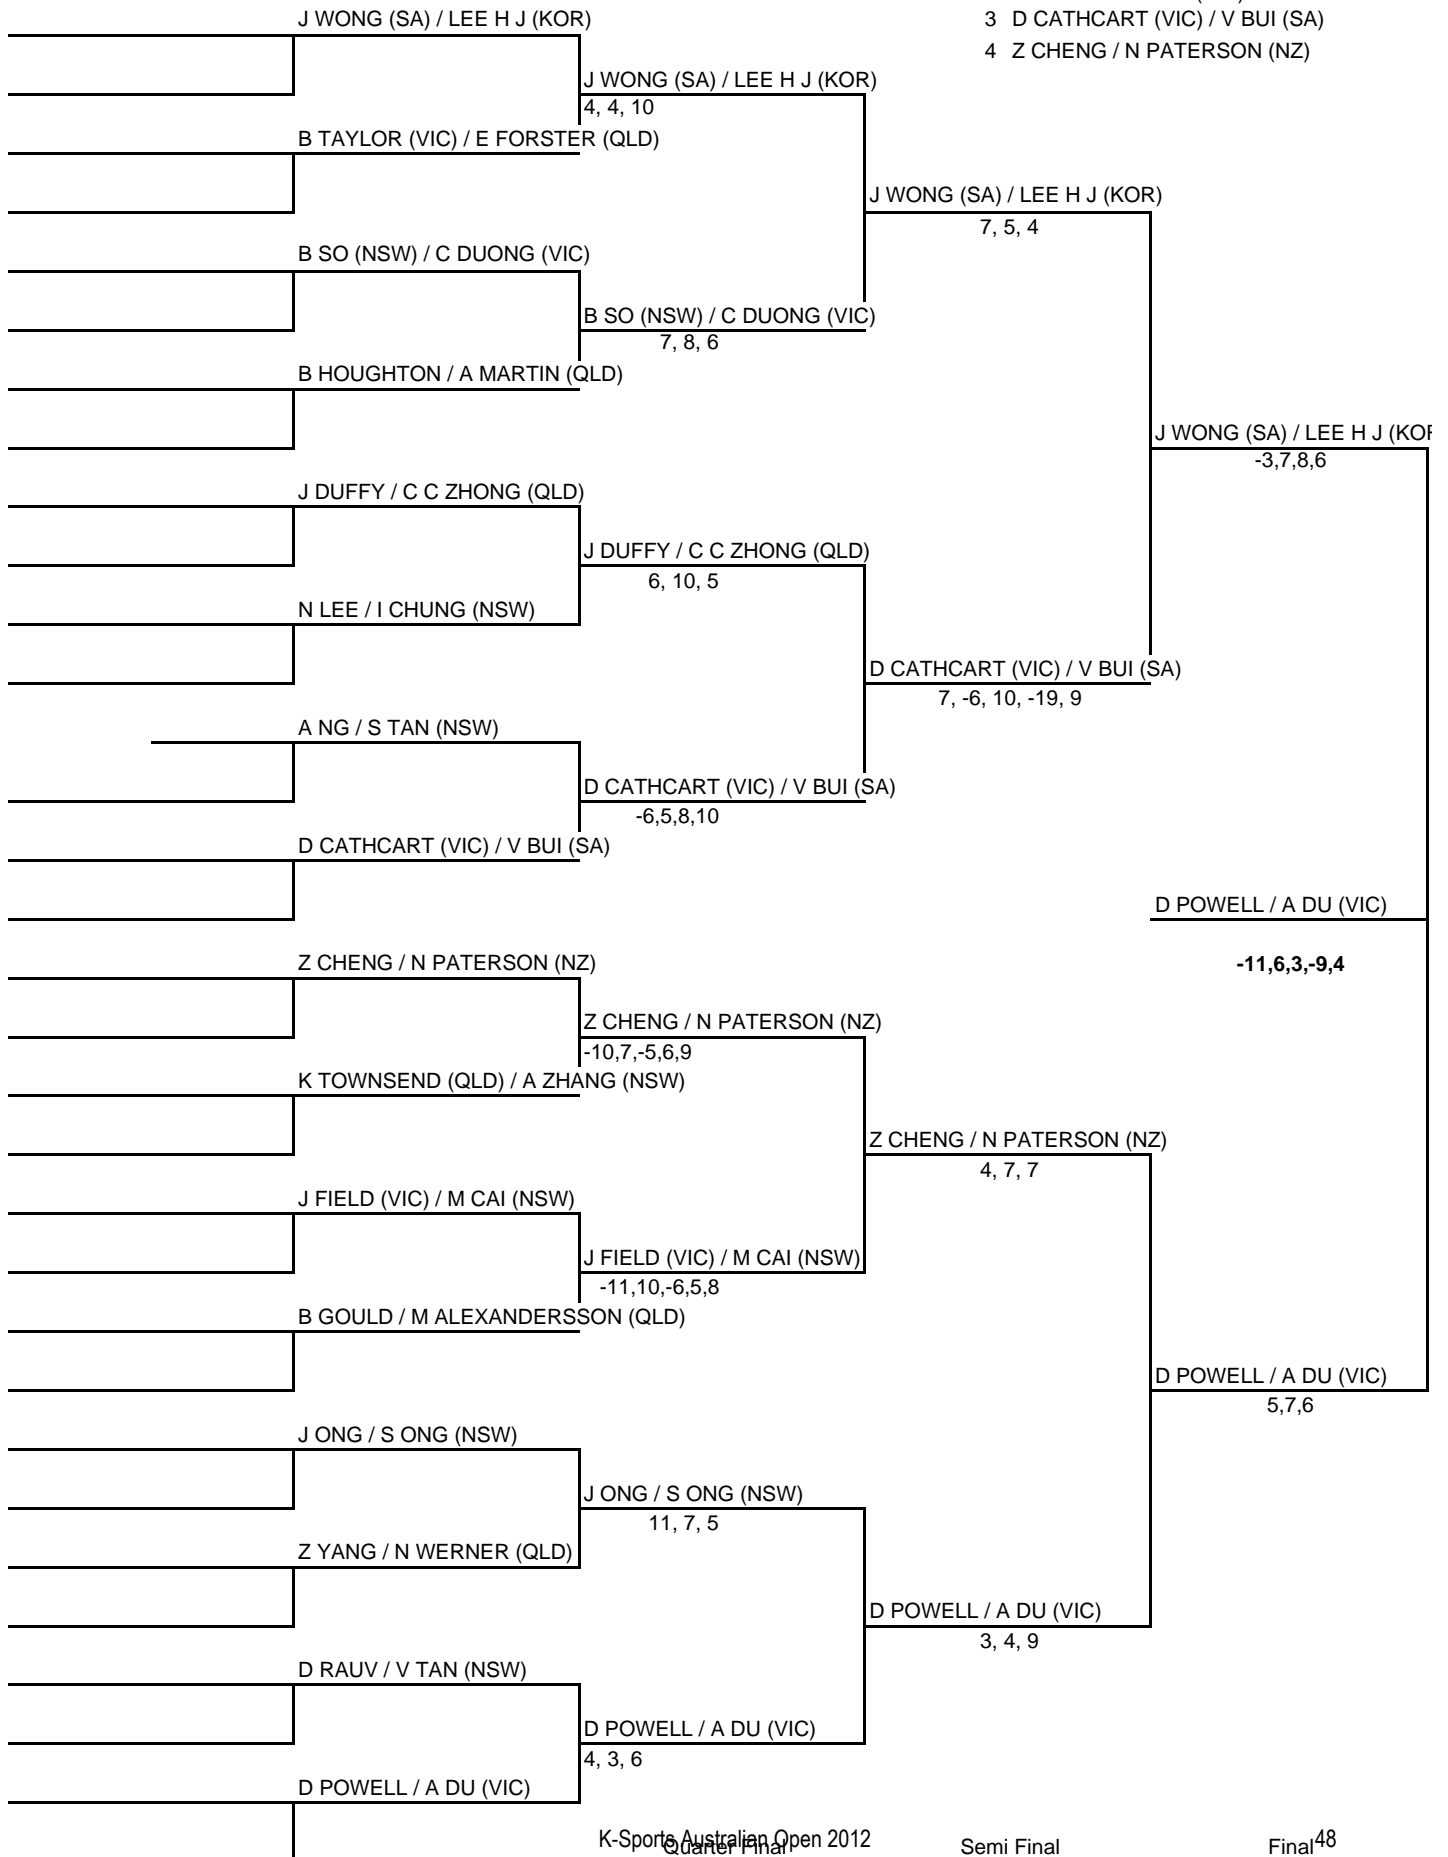 J WONG (SA) / LEE H J (KOR)
3 D CATHCART (VIC) / V BUI (SA)
4 Z CHENG / N PATERSON (NZ)
J WONG (SA) / LEE H J (KOR)
4, 4, 10
B TAYLOR (VIC) / E FORSTER (QLD)
J WONG (SA) / LEE H J (KOR)
7, 5, 4
B SO (NSW) / C DUONG (VIC)
B SO (NSW) / C DUONG (VIC)
7, 8, 6
B HOUGHTON / A MARTIN (QLD)
J WONG (SA) / LEE H J (KOR
-3,7,8,6
J DUFFY / C C ZHONG (QLD)
J DUFFY / C C ZHONG (QLD)
6, 10, 5
N LEE / I CHUNG (NSW)
D CATHCART (VIC) / V BUI (SA)
7, -6, 10, -19, 9
A NG / S TAN (NSW)
D CATHCART (VIC) / V BUI (SA)
-6,5,8,10
D CATHCART (VIC) / V BUI (SA)
D POWELL / A DU (VIC)
Z CHENG / N PATERSON (NZ)
-11,6,3,-9,4
Z CHENG / N PATERSON (NZ)
-10,7,-5,6,9
K TOWNSEND (QLD) / A ZHANG (NSW)
Z CHENG / N PATERSON (NZ)
4, 7, 7
J FIELD (VIC) / M CAI (NSW)
J FIELD (VIC) / M CAI (NSW)
-11,10,-6,5,8
B GOULD / M ALEXANDERSSON (QLD)
D POWELL / A DU (VIC)
5,7,6
J ONG / S ONG (NSW)
J ONG / S ONG (NSW)
11, 7, 5
Z YANG / N WERNER (QLD)
D POWELL / A DU (VIC)
3, 4, 9
D RAUV / V TAN (NSW)
D POWELL / A DU (VIC)
4, 3, 6
D POWELL / A DU (VIC)
K-Sports Australian Open 2012
Quarter Final
Semi Final
Final
48